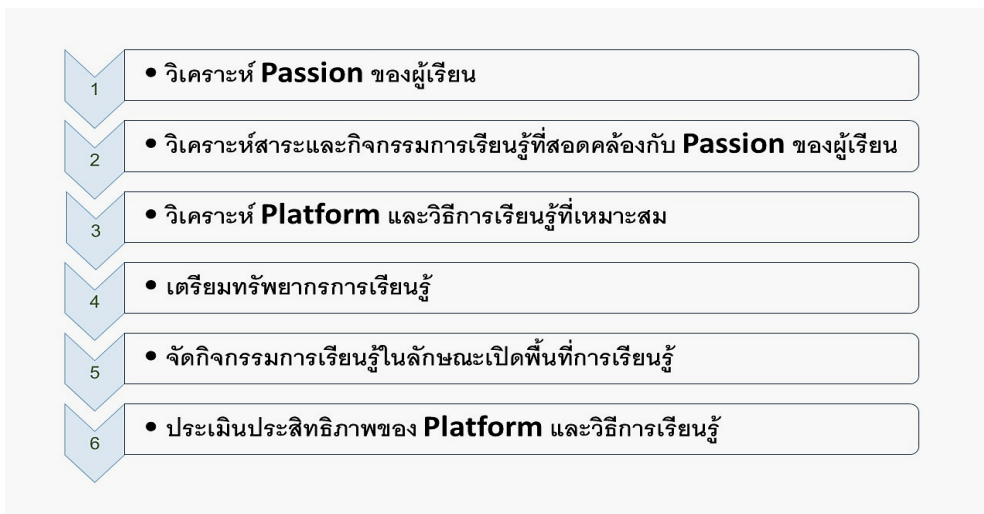 1
• วิเคราะห์ Passion ของผู้เรียน
2
• วิเคราะห์สาระและกิจกรรมการเรียนรู้ที่สอดคล้องกับ Passion ของผู้เรียน
3
• วิเคราะห์ Platform และวิธีการเรียนรู้ที่เหมาะสม
4
• เตรียมทรัพยากรการเรียนรู้
5
• จัดกิจกรรมการเรียนรู้ในลักษณะเปิดพื้นที่การเรียนรู้
6
• ประเมินประสิทธิภาพของ Platform และวิธีการเรียนรู้